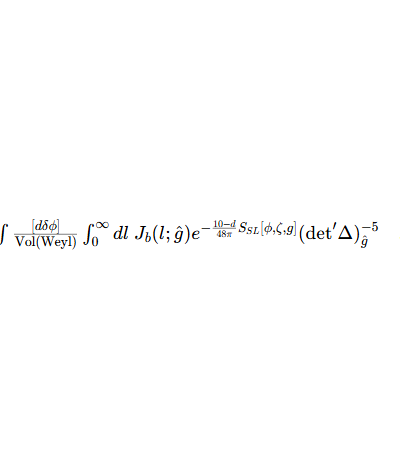 ∫ [dδϕ]/Vol(Weyl) ∫₀^∞ dl J_b(l; ĝ)e^{−(10−d)/(48π) S_{SL}[ϕ,ζ,g]}(det′Δ)_ĝ^{−5}